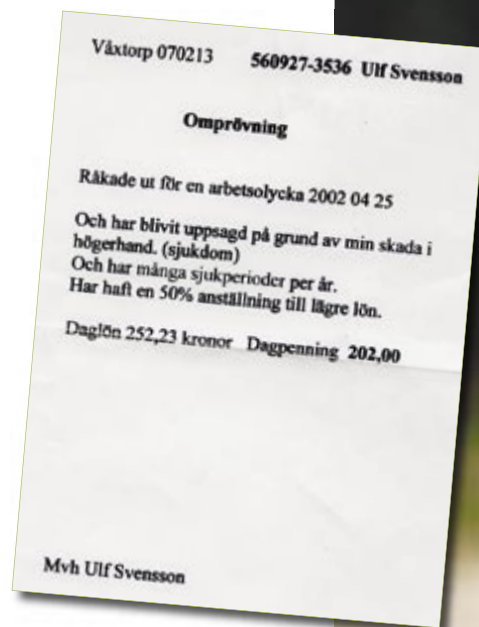 Våxtorp 070213 560927-3536 Ulf Svensson
Omprövning
Råkade ut för en arbetsolycka 2002 04 25
Och har blivit uppsagd på grund av min skada i
högerhand. (sjukdom)
Och har många sjukperioder per år.
Har haft en 50% anställning till lägre lön.
Daglön 252,23 kronor Dagpenning 202,00
Mvh Ulf Svensson